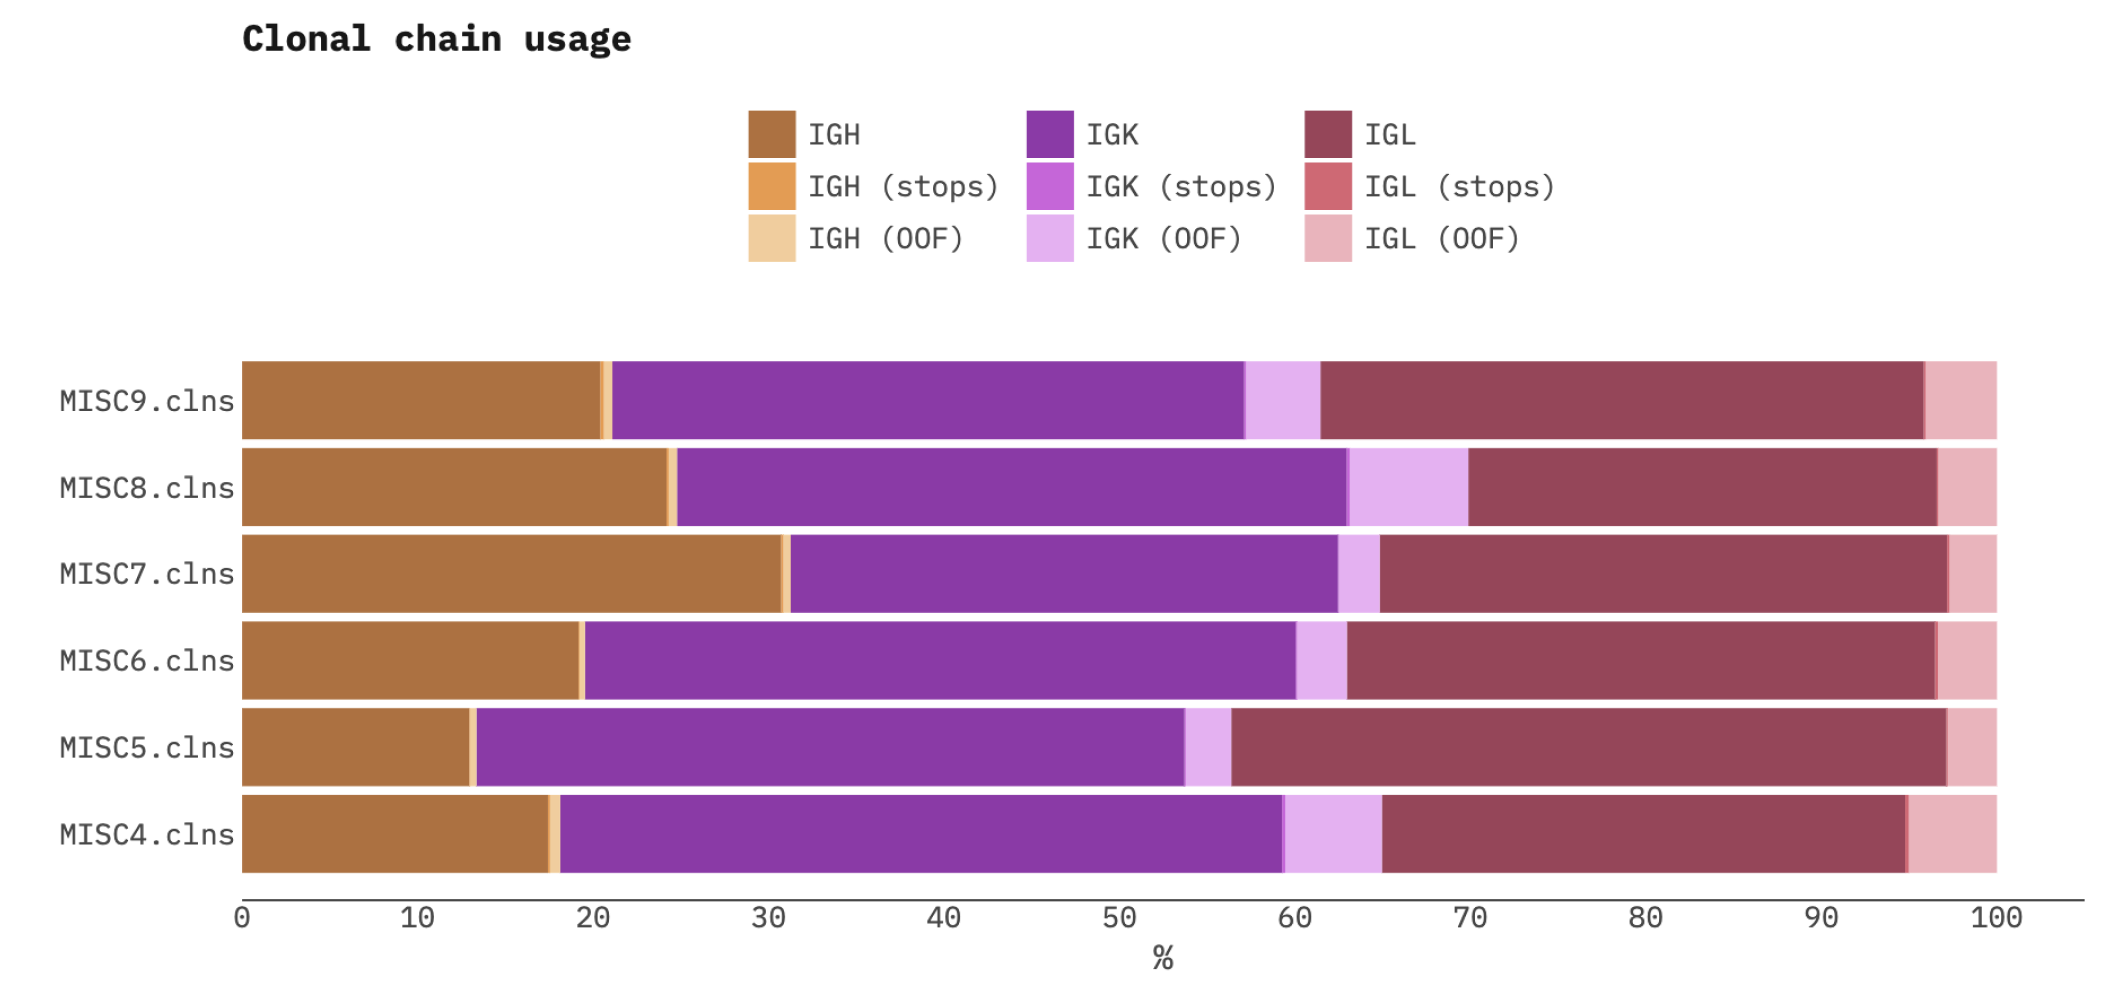 Clonal chain usage
IGH IGK IGL
IGH (stops) IGK (stops) IGL (stops)
IGH (OOF) IGK (OOF) IGL (OOF)
MISC9.clns
MISC8.clns
MISC7.clns
MISC6.clns
MISC5.clns
MISC4.clns
0 10 20 30 40 50 60 70 80 90 100
%